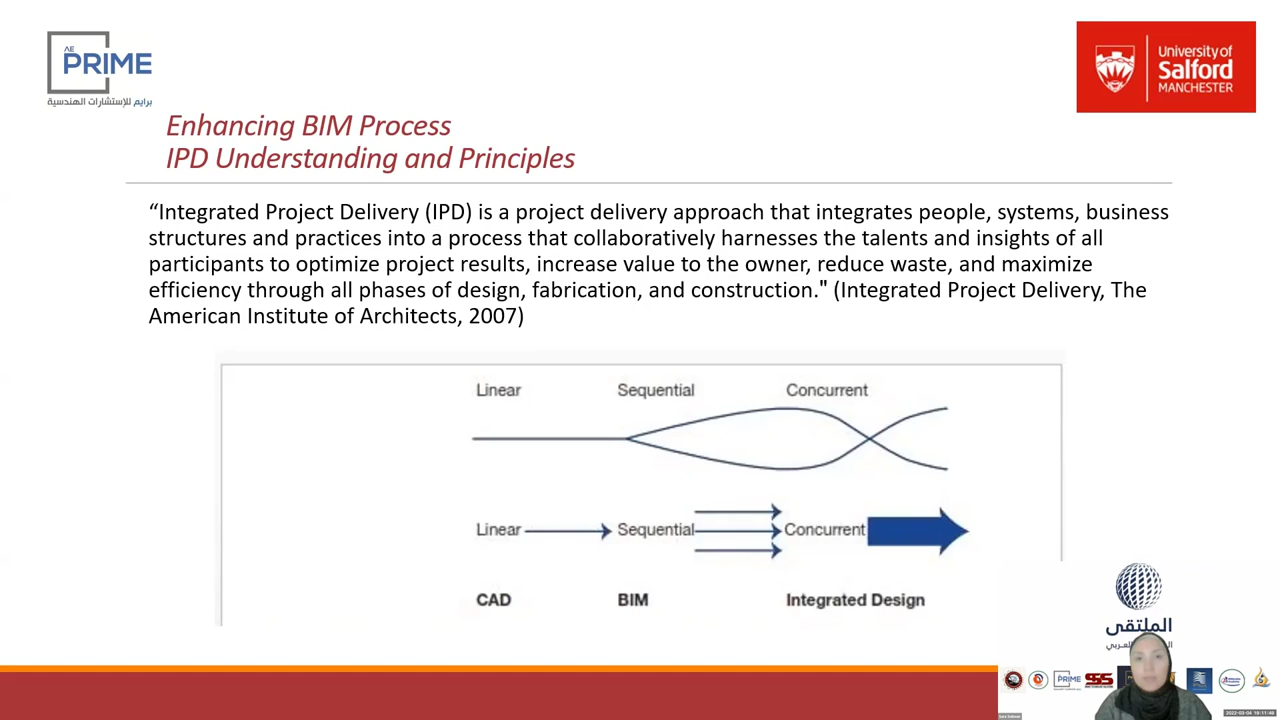 AE
PRIME
برايم للإستشارات الهندسية
University of
Salford
MANCHESTER
Enhancing BIM Process
IPD Understanding and Principles
“Integrated Project Delivery (IPD) is a project delivery approach that integrates people, systems, business
structures and practices into a process that collaboratively harnesses the talents and insights of all
participants to optimize project results, increase value to the owner, reduce waste, and maximize
efficiency through all phases of design, fabrication, and construction." (Integrated Project Delivery, The
American Institute of Architects, 2007)
Linear Sequential Concurrent
Linear Sequential Concurrent
CAD BIM Integrated Design
الملتقى
PRIME
SSS